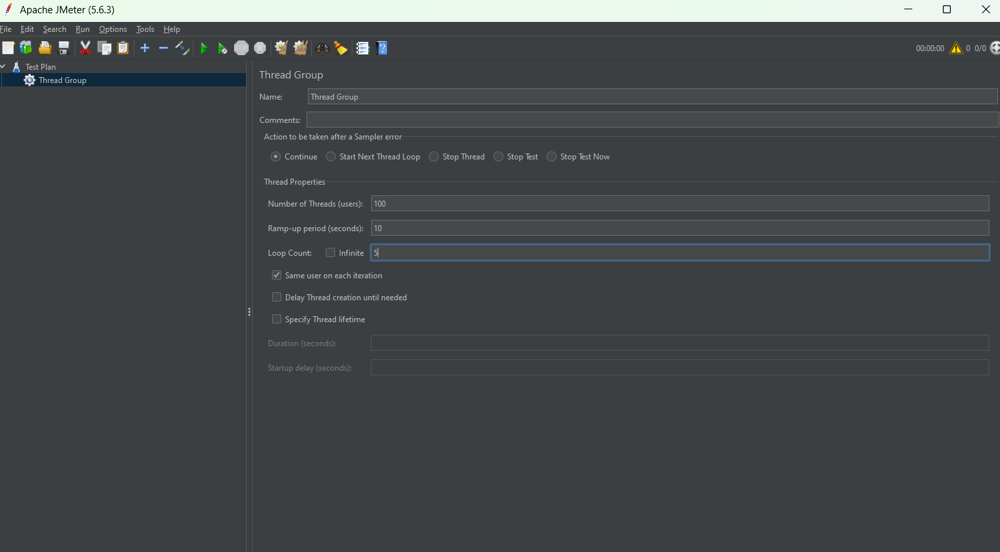 Apache JMeter (5.6.3)
File Edit Search Run Options Tools Help
STOP
00:00:00 0 0/0
Test Plan
Thread Group
Thread Group
Name: Thread Group
Comments:
Action to be taken after a Sampler error
Continue Start Next Thread Loop Stop Thread Stop Test Stop Test Now
Thread Properties
Number of Threads (users): 100
Ramp-up period (seconds): 10
Loop Count: Infinite 5
Same user on each iteration
Delay Thread creation until needed
Specify Thread lifetime
Duration (seconds):
Startup delay (seconds):